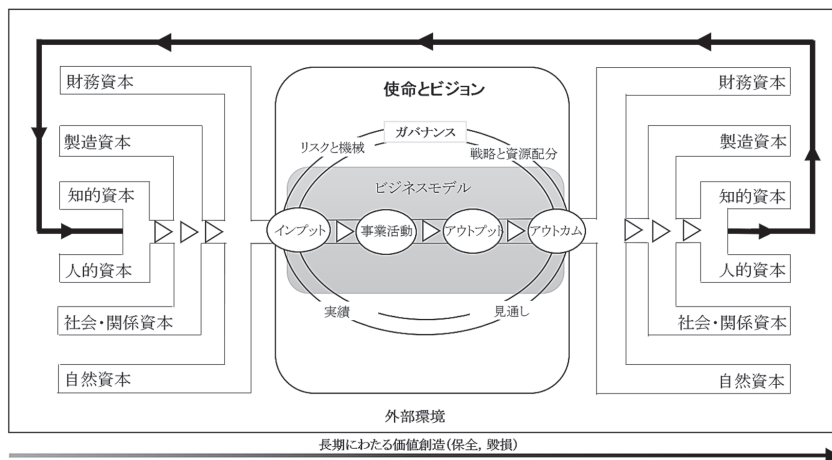 財務資本
製造資本
知的資本
人的資本
社会・関係資本
自然資本
使命とビジョン
ガバナンス
リスクと機械
戦略と資源配分
ビジネスモデル
インプット
事業活動
アウトプット
アウトカム
実績
見通し
財務資本
製造資本
知的資本
人的資本
社会・関係資本
自然資本
外部環境
長期にわたる価値創造(保全, 毀損)